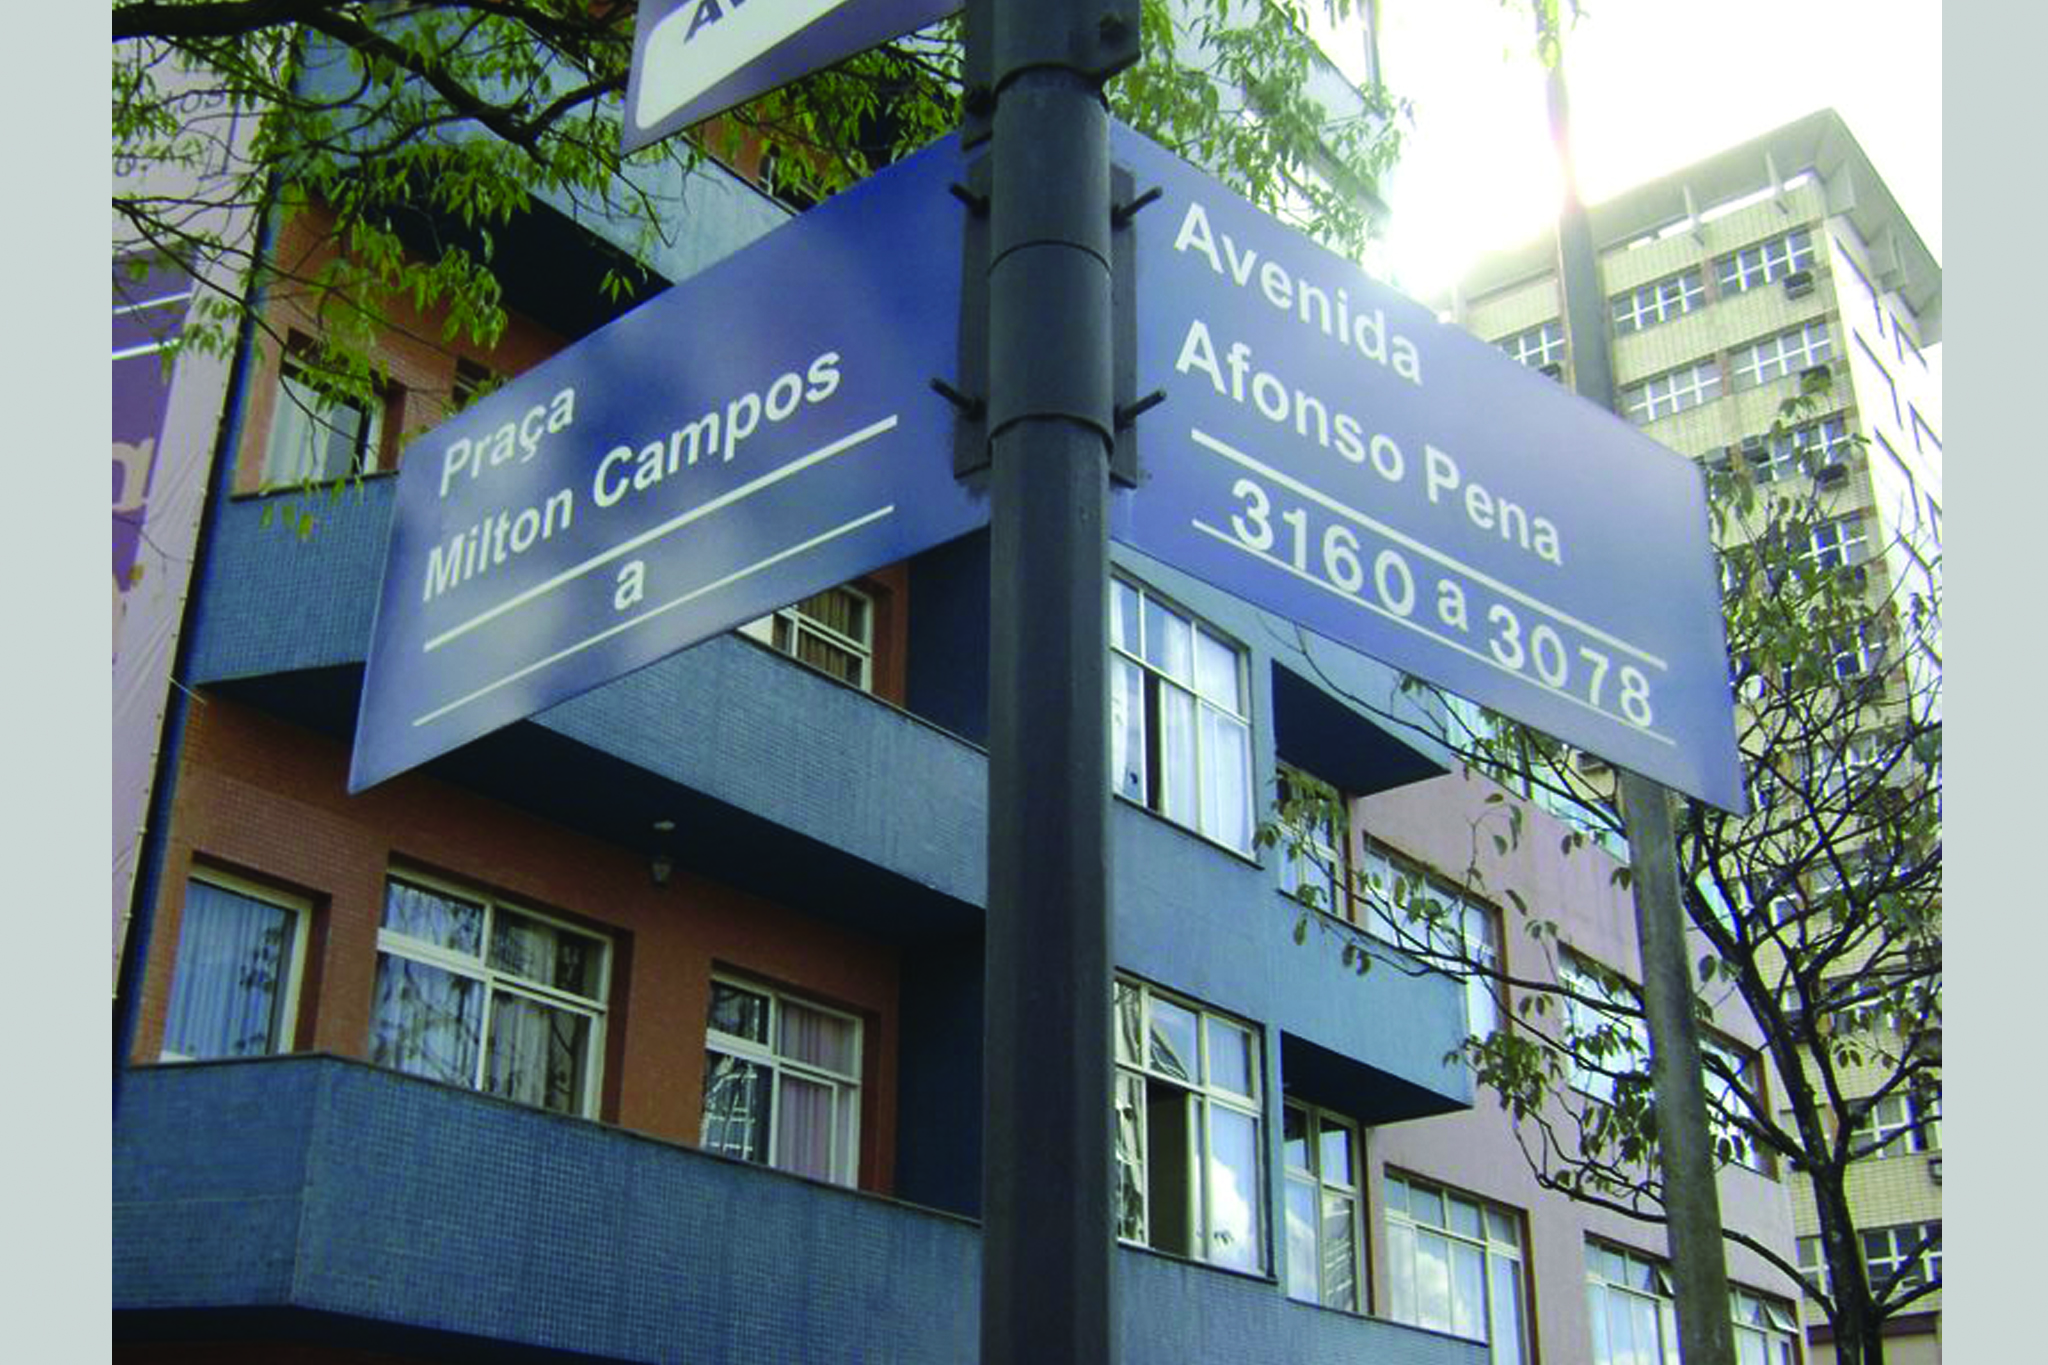 Praça
Milton Campos
a
Avenida
Afonso Pena
3160 a 3078